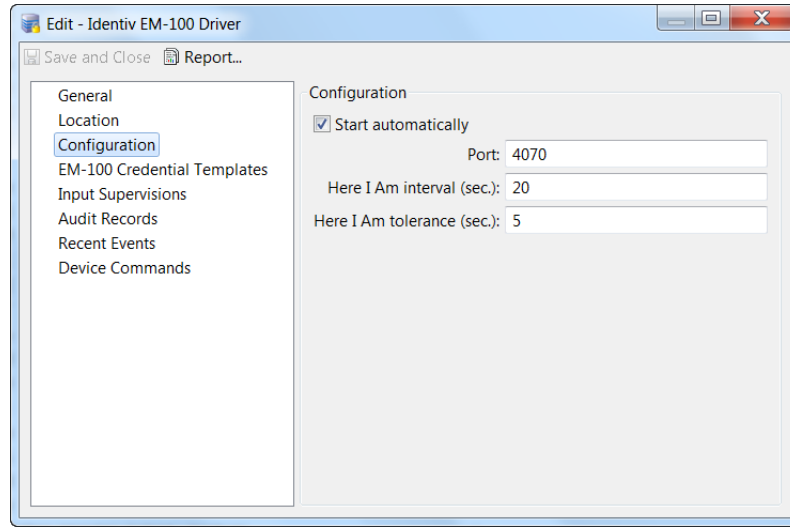 Edit - Identiv EM-100 Driver
Save and Close Report...
General
Location
Configuration
EM-100 Credential Templates
Input Supervisions
Audit Records
Recent Events
Device Commands
Configuration
Start automatically
Port: 4070
Here I Am interval (sec.): 20
Here I Am tolerance (sec.): 5